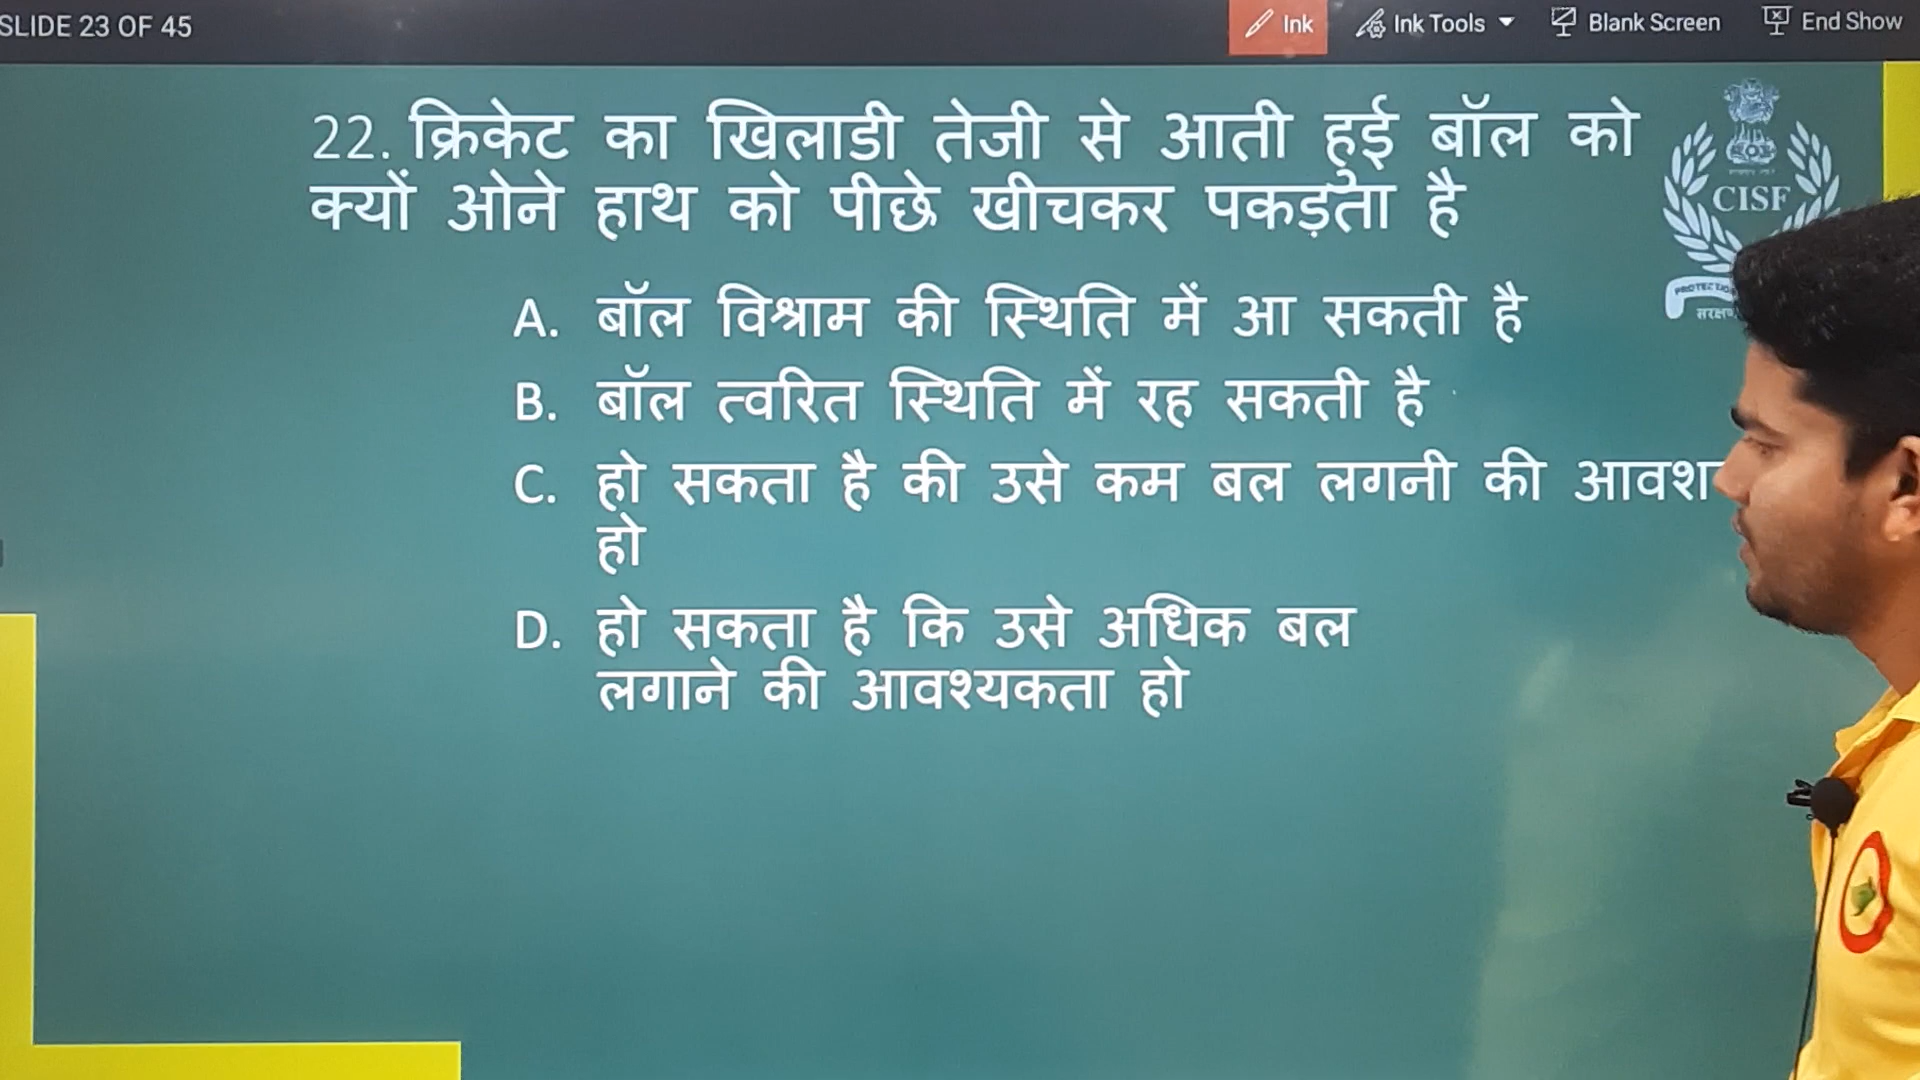 SLIDE 23 OF 45
Ink
Ink Tools
Blank Screen
End Show
22. क्रिकेट का खिलाडी तेजी से आती हुई बॉल को
क्यों ओने हाथ को पीछे खीचकर पकड़ता है
CISF
A. बॉल विश्राम की स्थिति में आ सकती है
B. बॉल त्वरित स्थिति में रह सकती है
C. हो सकता है की उसे कम बल लगनी की
हो
D. हो सकता है कि उसे अधिक बल
लगाने की आवश्यकता हो